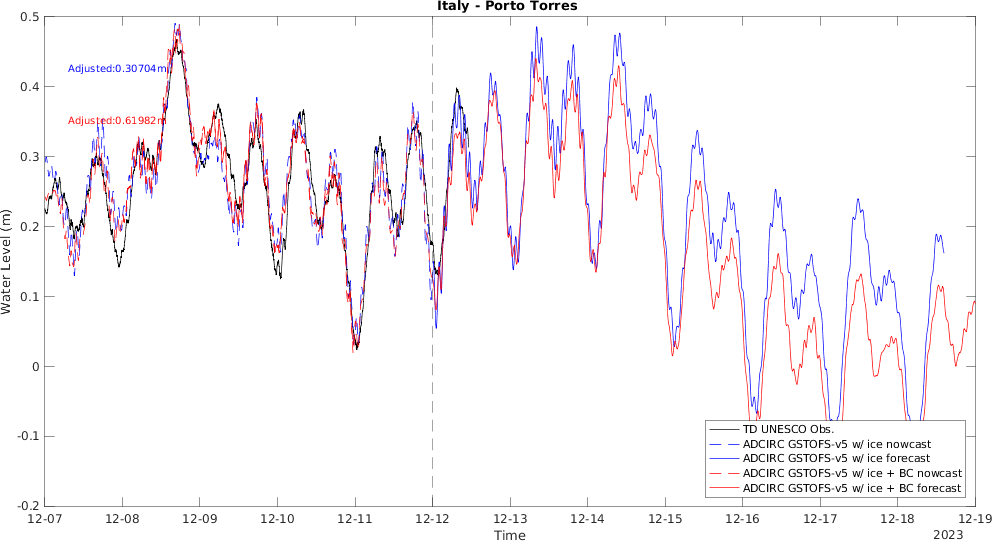 Italy - Porto Torres
0.5
0.4
0.3
0.2
0.1
0
-0.1
-0.2
Water Level (m)
Adjusted:0.30704m
Adjusted:0.61982m
TD UNESCO Obs.
ADCIRC GSTOFS-v5 w/ ice nowcast
ADCIRC GSTOFS-v5 w/ ice forecast
ADCIRC GSTOFS-v5 w/ ice + BC nowcast
ADCIRC GSTOFS-v5 w/ ice + BC forecast
12-07 12-08 12-09 12-10 12-11 12-12 12-13 12-14 12-15 12-16 12-17 12-18 12-19
Time
2023